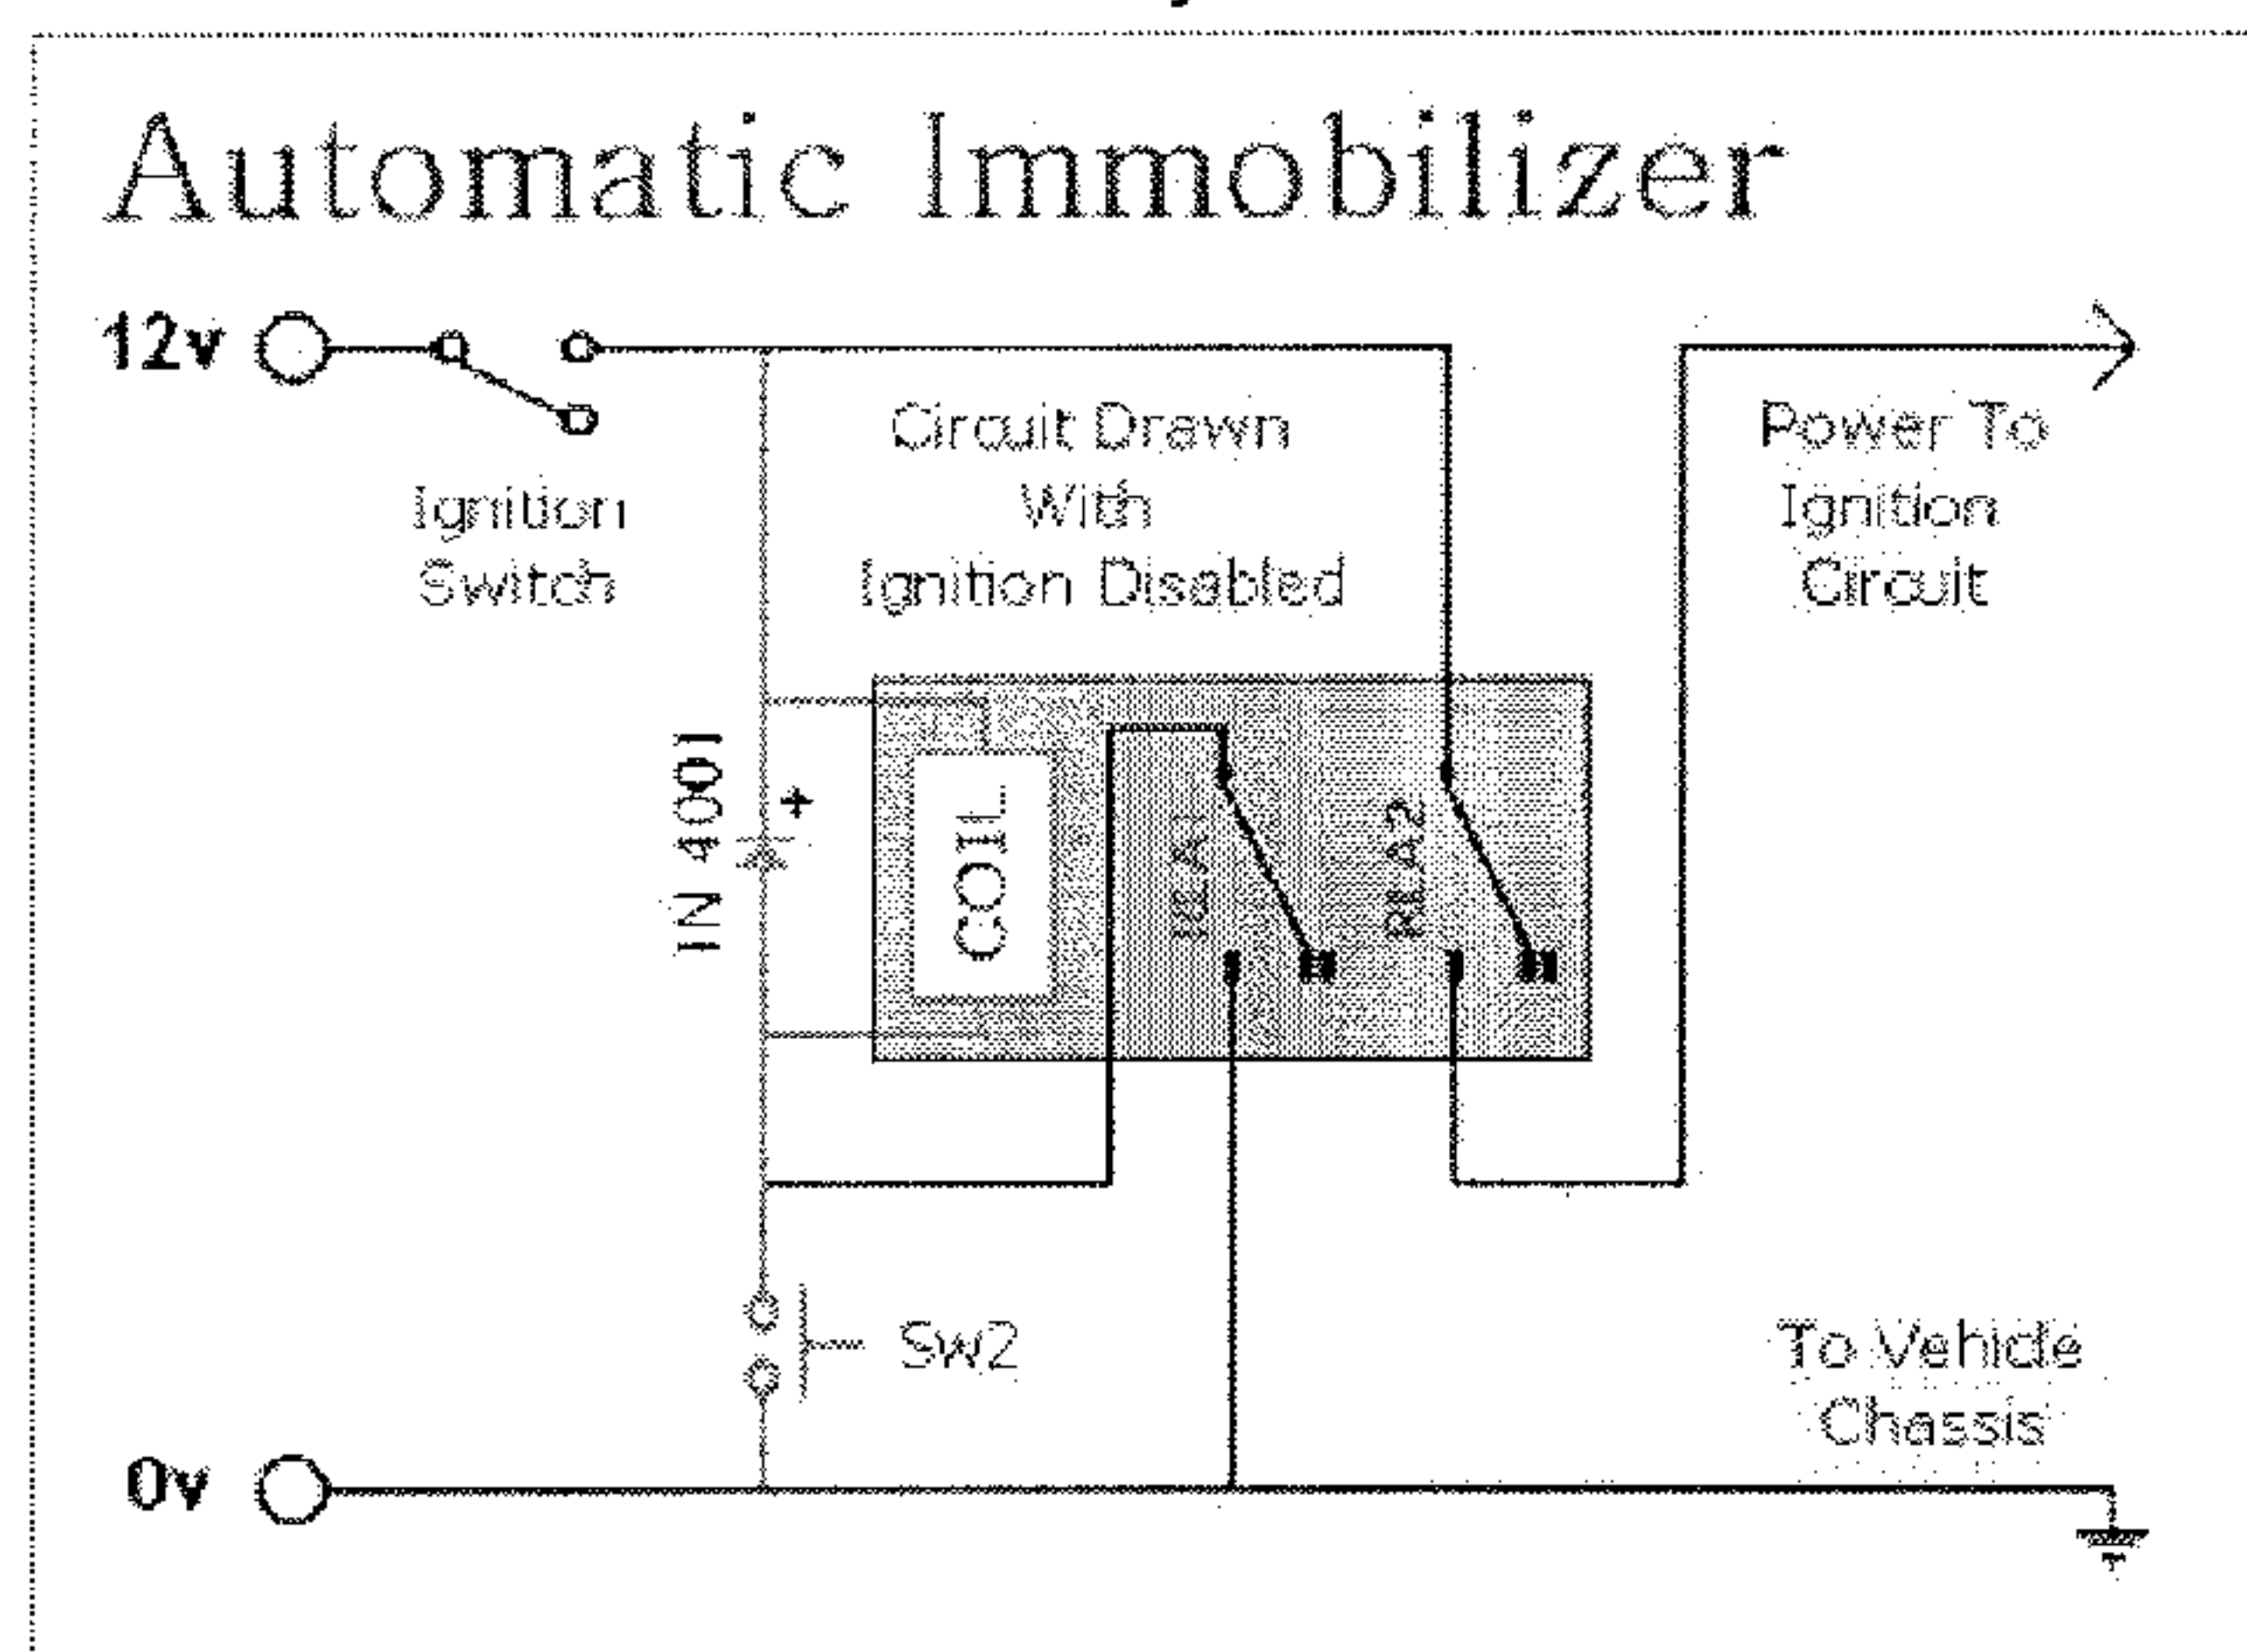 Automatic Immobilizer
12v
Circuit Drawn
With
Ignition Disabled
Power To
Ignition
Circuit
Ignition
Switch
1N 4001
+
COIL
RLA1
RLA2
SW2
To Vehicle
Chassis
0v